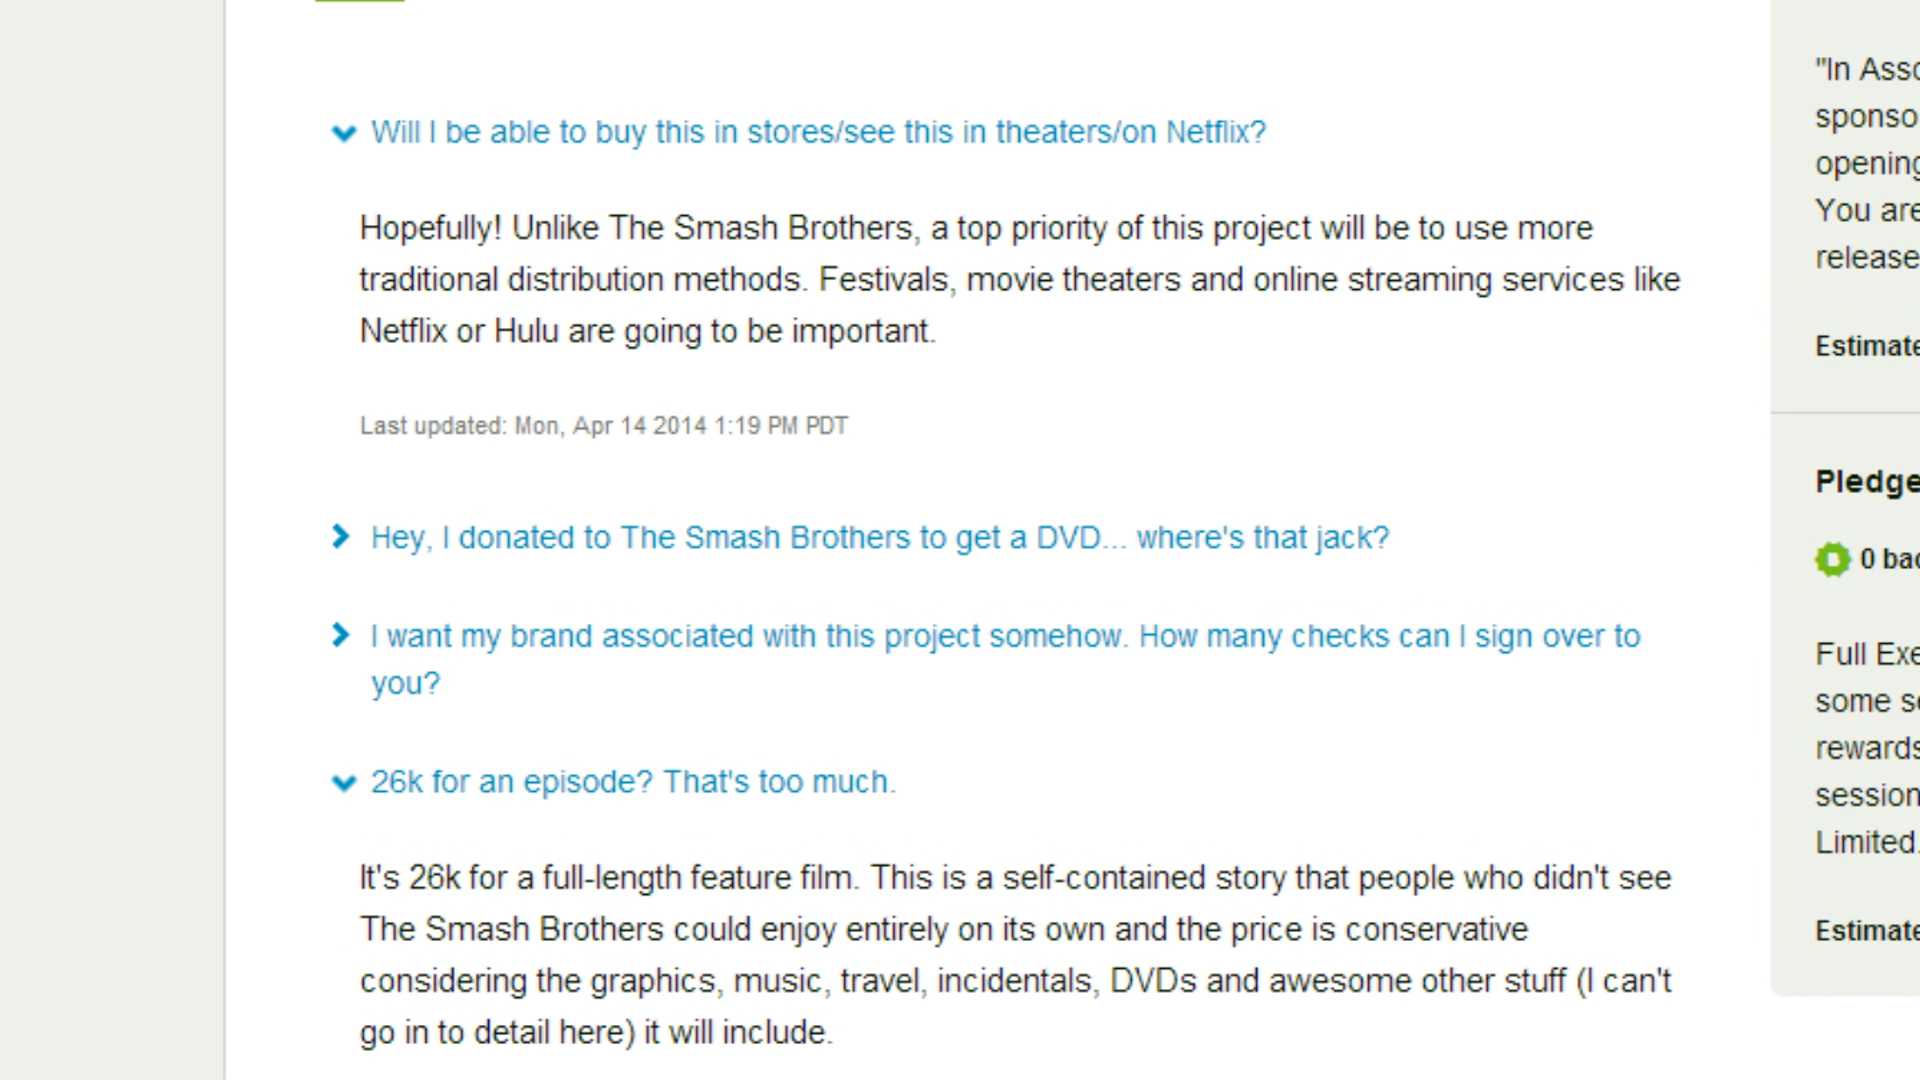 Will I be able to buy this in stores/see this in theaters/on Netflix?
Hopefully! Unlike The Smash Brothers, a top priority of this project will be to use more
traditional distribution methods. Festivals, movie theaters and online streaming services like
Netflix or Hulu are going to be important.
Last updated: Mon, Apr 14 2014 1:19 PM PDT
Hey, I donated to The Smash Brothers to get a DVD... where's that jack?
I want my brand associated with this project somehow. How many checks can I sign over to
you?
26k for an episode? That's too much.
It's 26k for a full-length feature film. This is a self-contained story that people who didn't see
The Smash Brothers could enjoy entirely on its own and the price is conservative
considering the graphics, music, travel, incidentals, DVDs and awesome other stuff (I can't
go in to detail here) it will include.
"In Asso
sponso
opening
You are
release
Estimate
Pledge
0 bac
Full Exe
some se
rewards
session
Limited.
Estimate